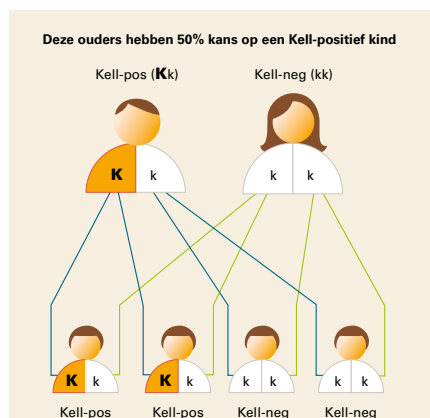 Deze ouders hebben 50% kans op een Kell-positief kind
Kell-pos (Kk) Kell-neg (kk)
K k k k
K k K k k k k k
Kell-pos Kell-pos Kell-neg Kell-neg